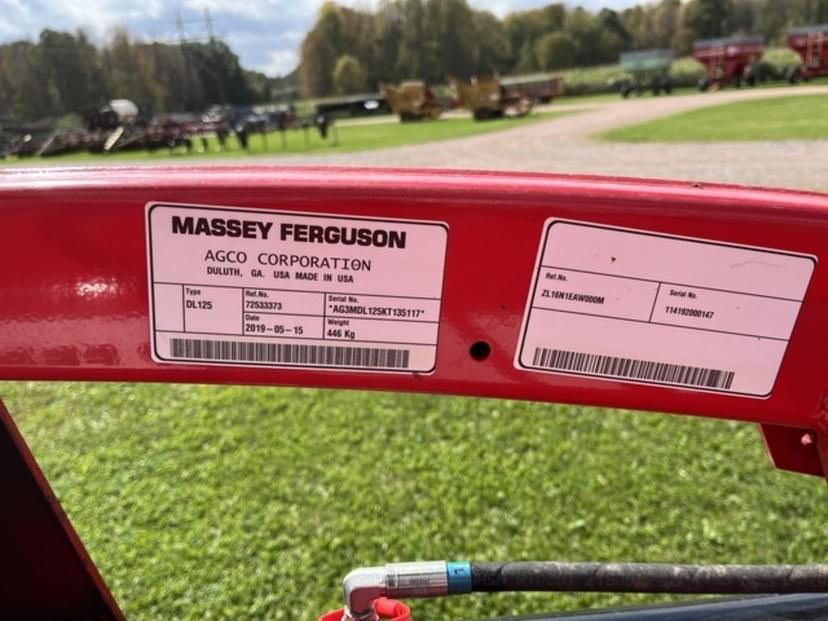 MASSEY FERGUSON
AGCO CORPORATION
DULUTH, GA. USA MADE IN USA
Type
DL125
Ref.No.
72533373
Serial No.
*AG3MDL125KT135117*
Date
2019-05-15
Weight
446 Kg
Ref.No.
ZL16N1EAW000M
Serial No.
114192000147